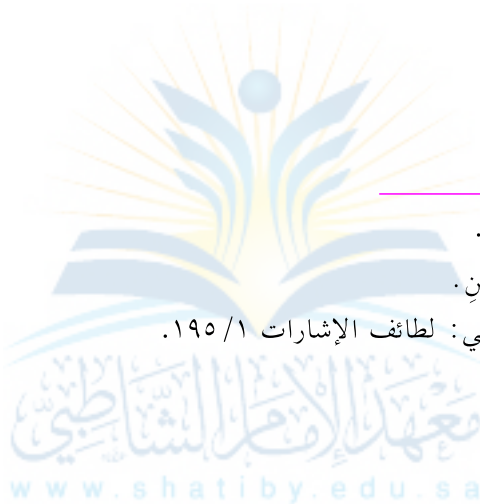 .
نِ.
ي: لطائف الإشارات ١٩٥/١.
معهد الإمام الشاطبي
www.shatiby.edu.sa